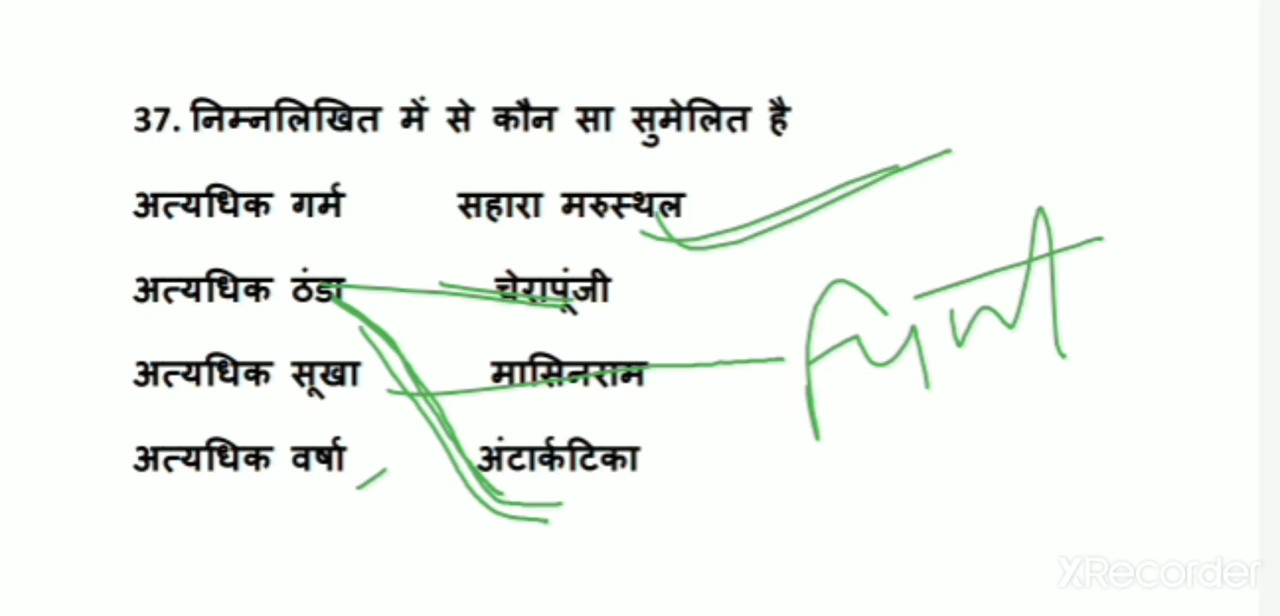 37. निम्नलिखित में से कौन सा सुमेलित है
अत्यधिक गर्म सहारा मरुस्थल
अत्यधिक ठंडा चेरापूंजी
अत्यधिक सूखा मासिनराम
अत्यधिक वर्षा अंटार्कटिका
XRecorder